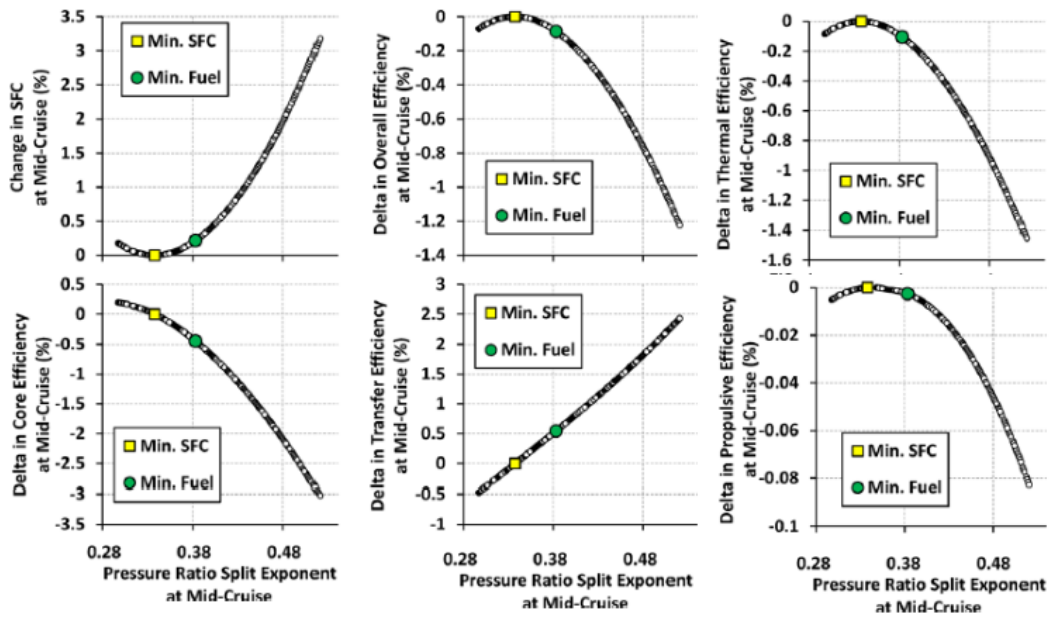 Change in SFC
at Mid-Cruise (%)
3.5
3
2.5
2
1.5
1
0.5
0
Min. SFC
Min. Fuel
Delta in Overall Efficiency
at Mid-Cruise (%)
0
-0.2
-0.4
-0.6
-0.8
-1
-1.2
-1.4
Min. SFC
Min. Fuel
Delta in Thermal Efficiency
at Mid-Cruise (%)
0
-0.2
-0.4
-0.6
-0.8
-1
-1.2
-1.4
-1.6
Min. SFC
Min. Fuel
Delta in Core Efficiency
at Mid-Cruise (%)
0.5
0
-0.5
-1
-1.5
-2
-2.5
-3
-3.5
Min. SFC
Min. Fuel
0.28 0.38 0.48
Pressure Ratio Split Exponent
at Mid-Cruise
Delta in Transfer Efficiency
at Mid-Cruise (%)
3
2.5
2
1.5
1
0.5
0
-0.5
-1
Min. SFC
Min. Fuel
0.28 0.38 0.48
Pressure Ratio Split Exponent
at Mid-Cruise
Delta in Propulsive Efficiency
at Mid-Cruise (%)
0
-0.02
-0.04
-0.06
-0.08
-0.1
Min. SFC
Min. Fuel
0.28 0.38 0.48
Pressure Ratio Split Exponent
at Mid-Cruise